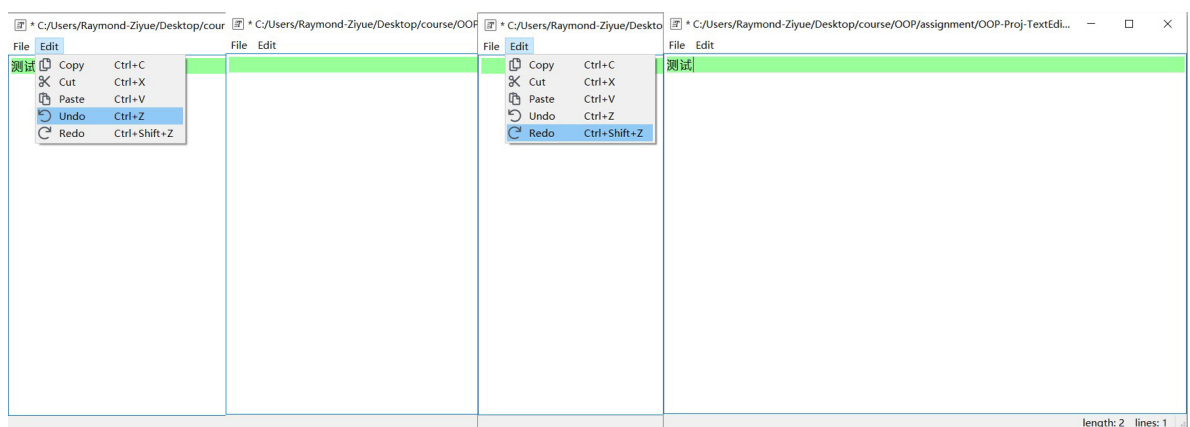 * C:/Users/Raymond-Ziyue/Desktop/cour
File Edit
测试
Copy Ctrl+C
Cut Ctrl+X
Paste Ctrl+V
Undo Ctrl+Z
Redo Ctrl+Shift+Z
* C:/Users/Raymond-Ziyue/Desktop/course/OOP
File Edit
* C:/Users/Raymond-Ziyue/Deskto
File Edit
Copy Ctrl+C
Cut Ctrl+X
Paste Ctrl+V
Undo Ctrl+Z
Redo Ctrl+Shift+Z
* C:/Users/Raymond-Ziyue/Desktop/course/OOP/assignment/OOP-Proj-TextEdi...
File Edit
测试
length: 2 lines: 1